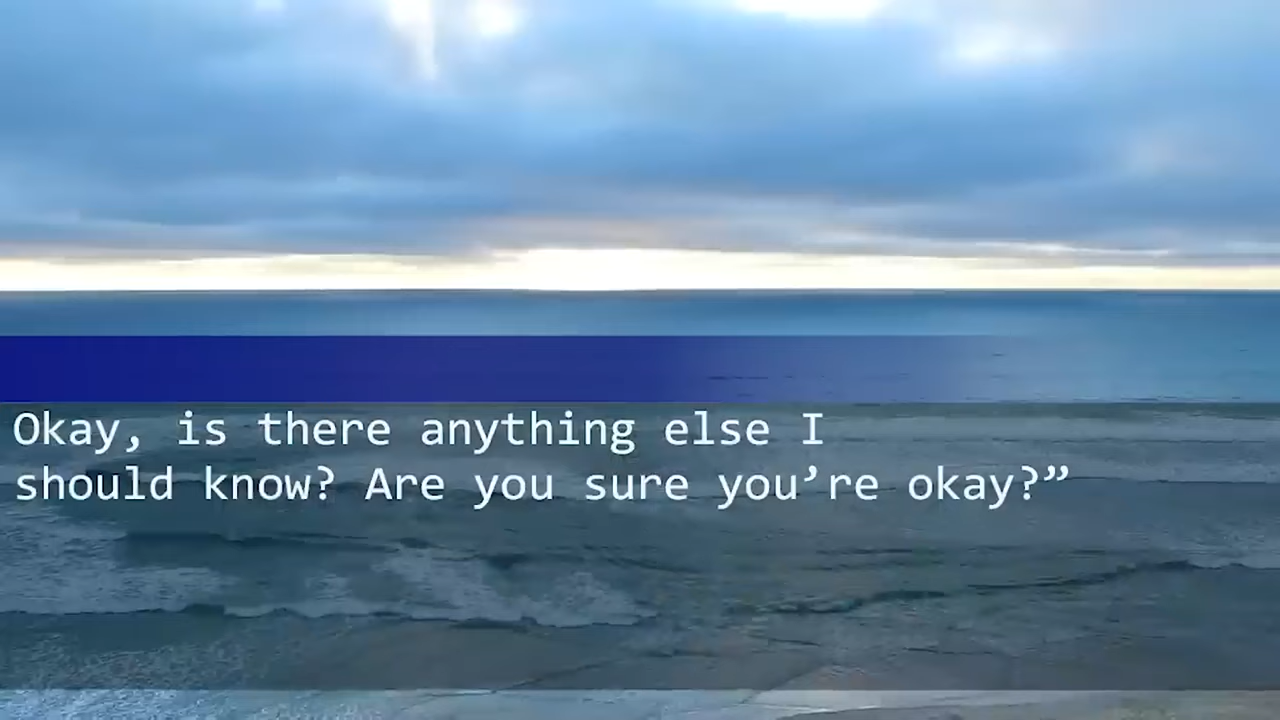 Okay, is there anything else I
should know? Are you sure you’re okay?”